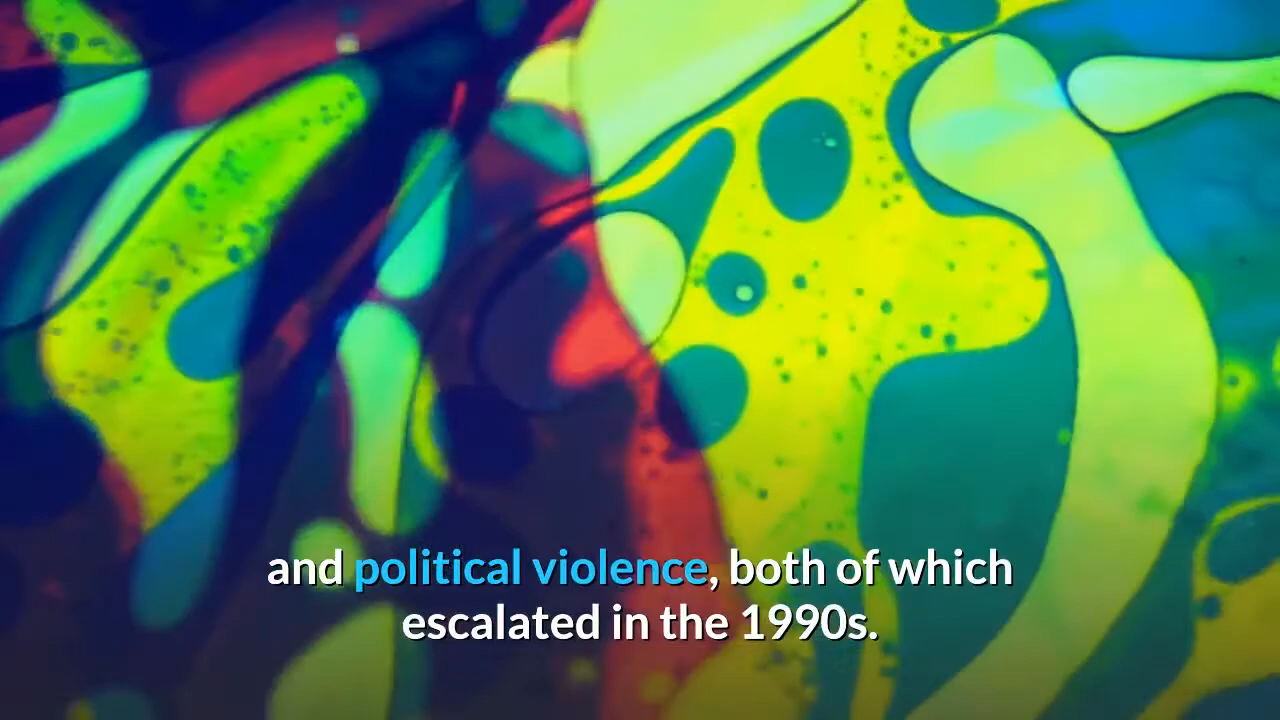 and political violence, both of which
escalated in the 1990s.